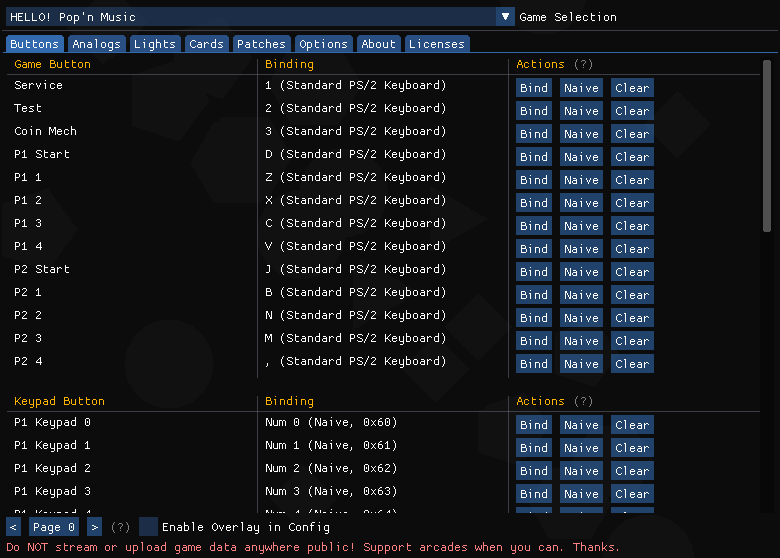 HELLO! Pop'n Music ▼ Game Selection
Buttons Analogs Lights Cards Patches Options About Licenses
Game Button Binding Actions (?)
Service 1 (Standard PS/2 Keyboard) Bind Naive Clear
Test 2 (Standard PS/2 Keyboard) Bind Naive Clear
Coin Mech 3 (Standard PS/2 Keyboard) Bind Naive Clear
P1 Start D (Standard PS/2 Keyboard) Bind Naive Clear
P1 1 Z (Standard PS/2 Keyboard) Bind Naive Clear
P1 2 X (Standard PS/2 Keyboard) Bind Naive Clear
P1 3 C (Standard PS/2 Keyboard) Bind Naive Clear
P1 4 V (Standard PS/2 Keyboard) Bind Naive Clear
P2 Start J (Standard PS/2 Keyboard) Bind Naive Clear
P2 1 B (Standard PS/2 Keyboard) Bind Naive Clear
P2 2 N (Standard PS/2 Keyboard) Bind Naive Clear
P2 3 M (Standard PS/2 Keyboard) Bind Naive Clear
P2 4 , (Standard PS/2 Keyboard) Bind Naive Clear
Keypad Button Binding Actions (?)
P1 Keypad 0 Num 0 (Naive, 0x60) Bind Naive Clear
P1 Keypad 1 Num 1 (Naive, 0x61) Bind Naive Clear
P1 Keypad 2 Num 2 (Naive, 0x62) Bind Naive Clear
P1 Keypad 3 Num 3 (Naive, 0x63) Bind Naive Clear
P1 Keypad 4 Num 4 (Naive, 0x64) Bind Naive Clear
< Page 0 > (?) Enable Overlay in Config
Do NOT stream or upload game data anywhere public! Support arcades when you can. Thanks.